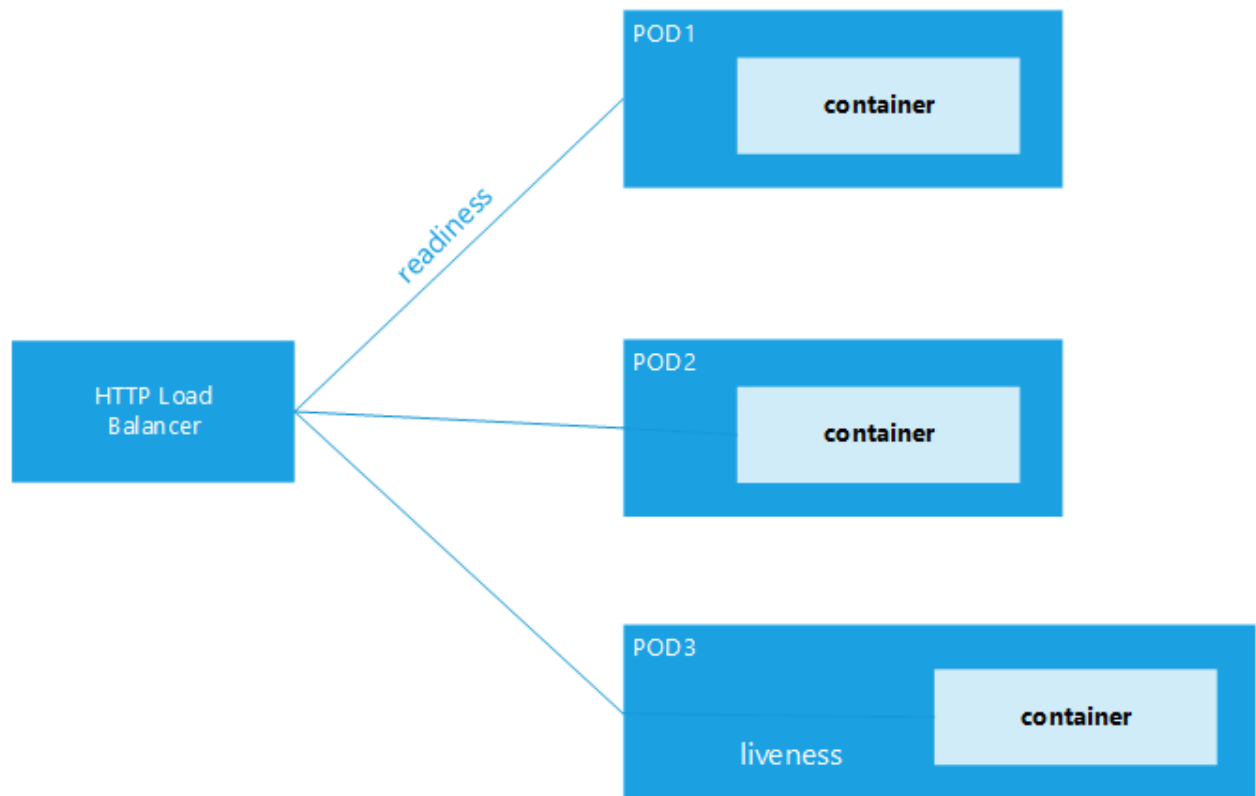 POD1
container
readiness
HTTP Load
Balancer
POD2
container
POD3
container
liveness